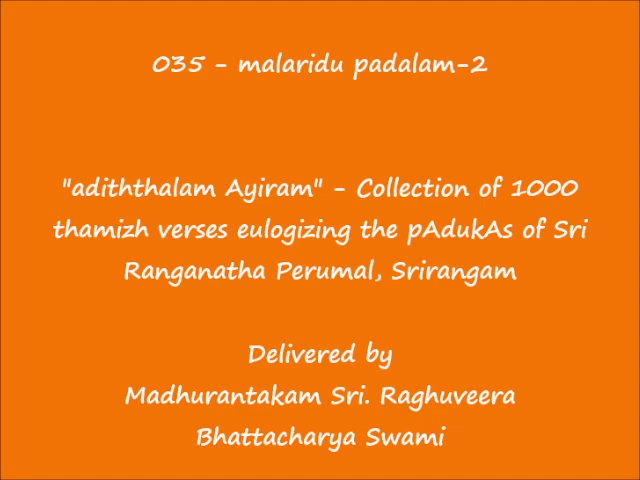 035 - malaridu padalam-2
"adiththalam Ayiram" - Collection of 1000
thamizh verses eulogizing the pAdukAs of Sri
Ranganatha Perumal, Srirangam
Delivered by
Madhurantakam Sri. Raghuveera
Bhattacharya Swami